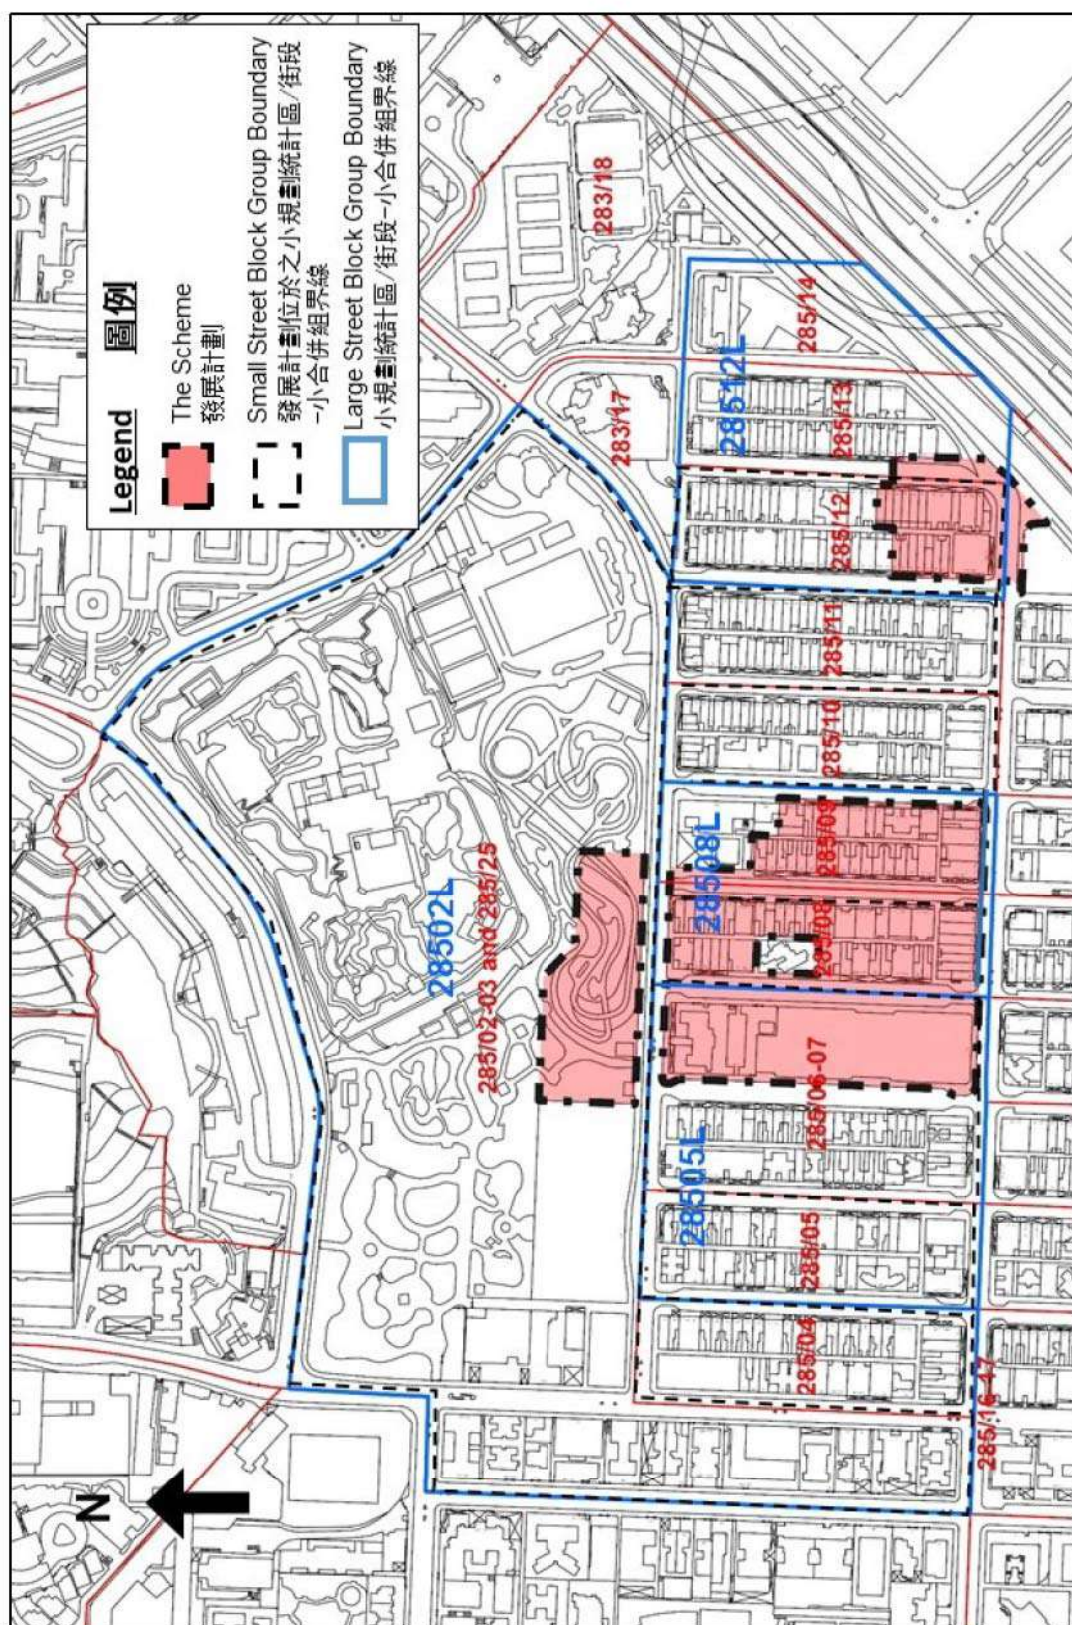 Legend 圖例
The Scheme
發展計劃
Small Street Block Group Boundary
發展計劃位於之小規劃統計區/街段
-小合併組界線
Large Street Block Group Boundary
小規劃統計區/街段-小合併組界線
N
283/18
283/17
285/14
28512L
285/13
285/12
285/11
285/10
28508L
285/09
285/08
28502L
285/02-03 and 285/25
285/06-07
28505L
285/05
285/04
285/16-47